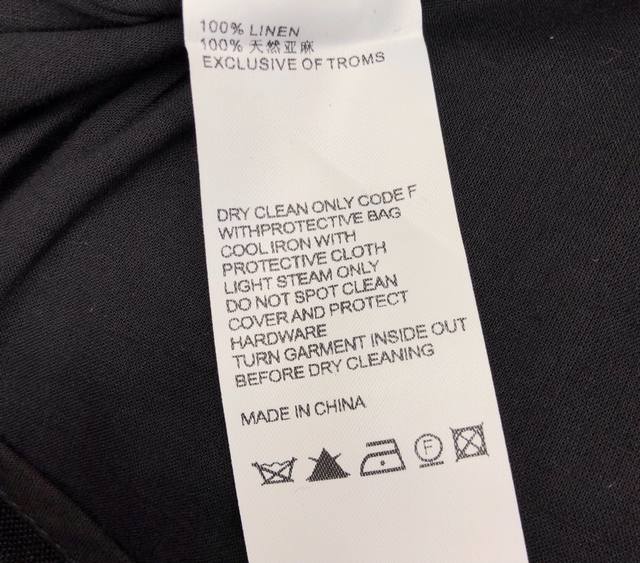 100% LINEN
100% 天然亚麻
EXCLUSIVE OF TROMS
DRY CLEAN ONLY CODE F
WITHPROTECTIVE BAG
COOL IRON WITH
PROTECTIVE CLOTH
LIGHT STEAM ONLY
DO NOT SPOT CLEAN
COVER AND PROTECT
HARDWARE
TURN GARMENT INSIDE OUT
BEFORE DRY CLEANING
MADE IN CHINA
F